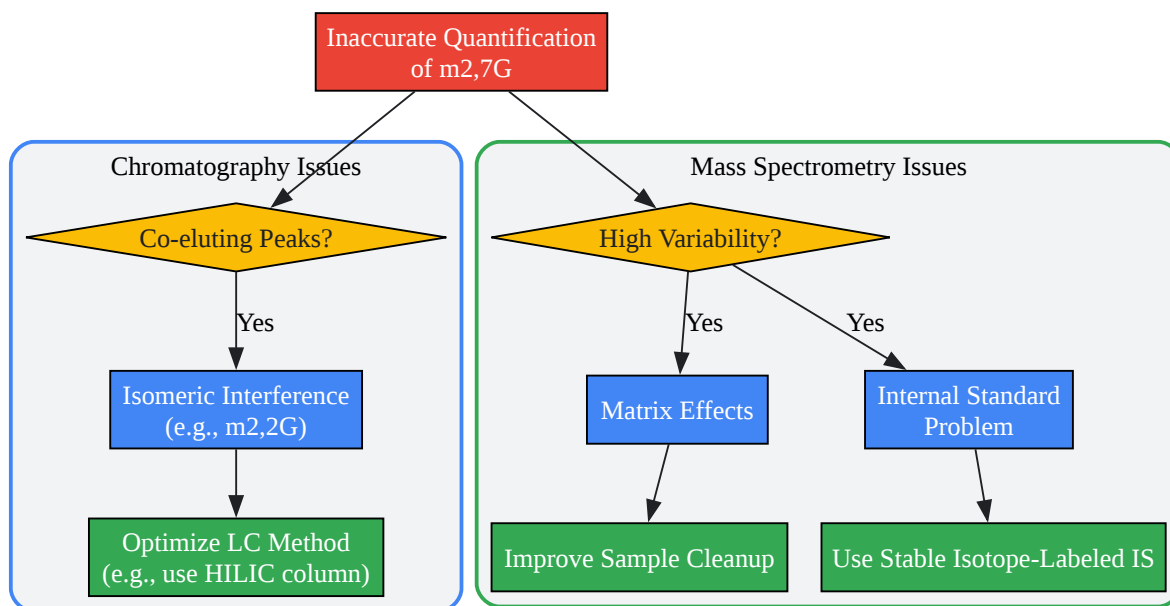 Inaccurate Quantification
of m2,7G
Chromatography Issues
Mass Spectrometry Issues
Co-eluting Peaks?
High Variability?
Yes
Yes
Yes
Isomeric Interference
(e.g., m2,2G)
Matrix Effects
Internal Standard
Problem
Optimize LC Method
(e.g., use HILIC column)
Improve Sample Cleanup
Use Stable Isotope-Labeled IS